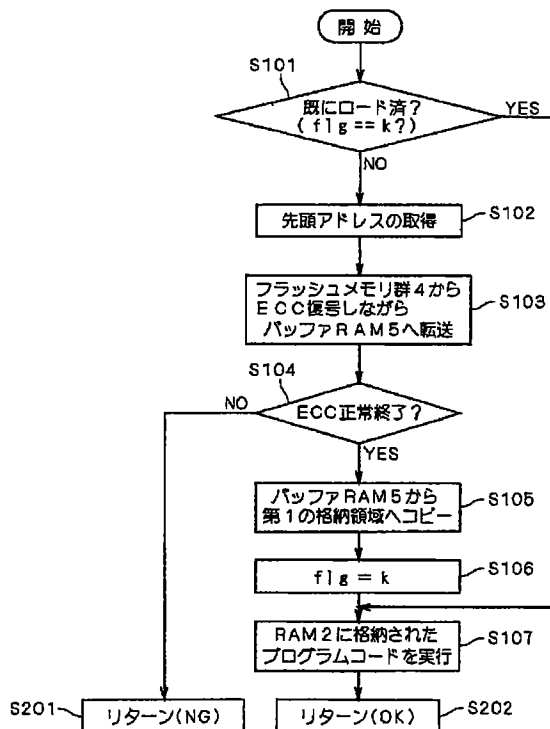 開始
S101
既にロード済?
(flg==k?)
YES
NO
先頭アドレスの取得
S102
フラッシュメモリ群4から
ECC復号しながら
バッファRAM5へ転送
S103
S104
ECC正常終了?
NO
YES
バッファRAM5から
第1の格納領域へコピー
S105
flg = k
S106
RAM2に格納された
プログラムコードを実行
S107
S201
リターン(NG)
リターン(OK)
S202